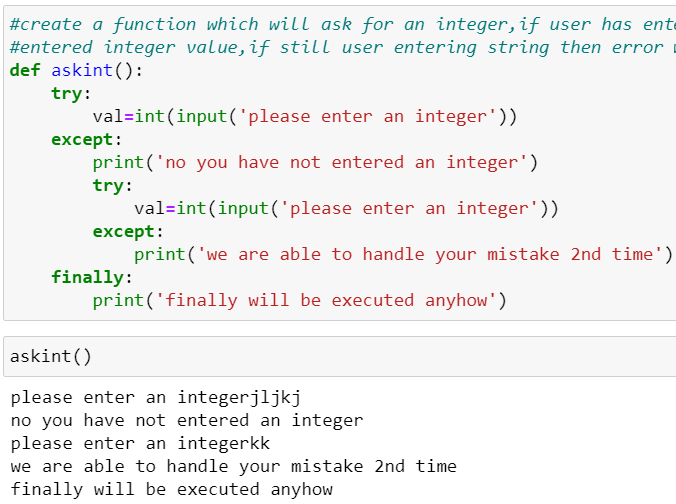 #create a function which will ask for an integer,if user has
#entered integer value,if still user entering string then error
def askint():
    try:
        val=int(input('please enter an integer'))
    except:
        print('no you have not entered an integer')
        try:
            val=int(input('please enter an integer'))
        except:
            print('we are able to handle your mistake 2nd time')
    finally:
        print('finally will be executed anyhow')
askint()
please enter an integerjljkj
no you have not entered an integer
please enter an integerkk
we are able to handle your mistake 2nd time
finally will be executed anyhow